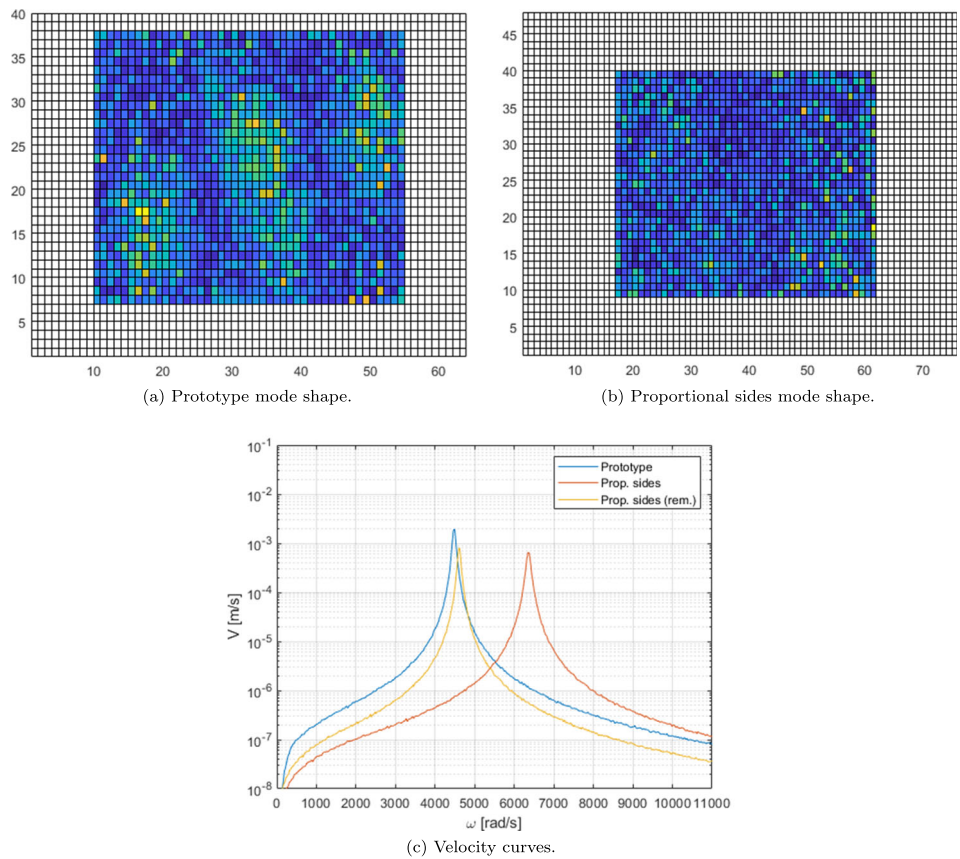 40
35
30
25
20
15
10
5
10 20 30 40 50 60
(a) Prototype mode shape.
45
40
35
30
25
20
15
10
5
10 20 30 40 50 60 70
(b) Proportional sides mode shape.
10-1
10-2
10-3
10-4
10-5
10-6
10-7
10-8
V [m/s]
Prototype
Prop. sides
Prop. sides (rem.)
0 1000 2000 3000 4000 5000 6000 7000 8000 9000 10000 11000
ω [rad/s]
(c) Velocity curves.